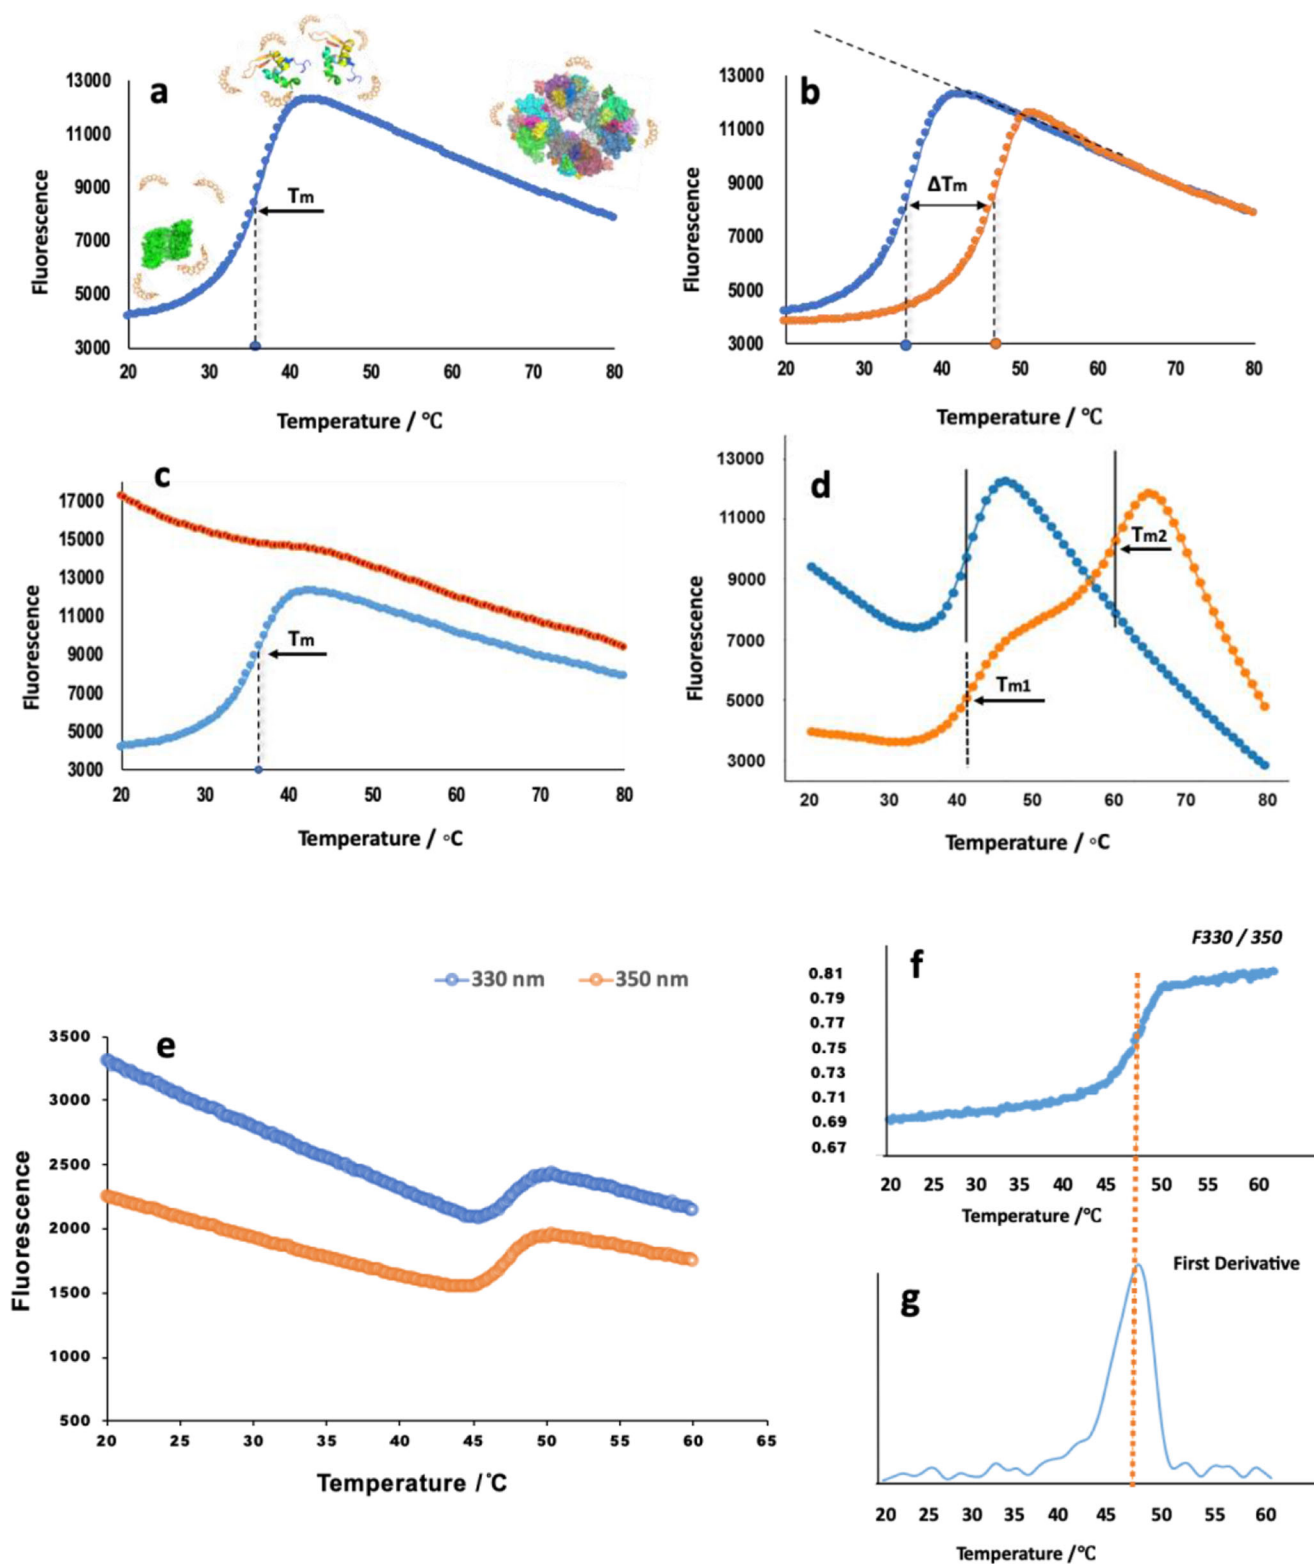 a
13000
11000
9000
7000
5000
3000
Fluorescence
Tm
20 30 40 50 60 70 80
Temperature / °C
b
13000
11000
9000
7000
5000
3000
Fluorescence
ΔTm
20 30 40 50 60 70 80
Temperature / °C
c
17000
15000
13000
11000
9000
7000
5000
3000
Fluorescence
Tm
20 30 40 50 60 70 80
Temperature / °C
d
13000
11000
9000
7000
5000
3000
Fluorescence
Tm2
Tm1
20 30 40 50 60 70 80
Temperature / °C
330 nm 350 nm
e
3500
3000
2500
2000
1500
1000
500
Fluorescence
20 25 30 35 40 45 50 55 60 65
Temperature /°C
F330 / 350
f
0.81
0.79
0.77
0.75
0.73
0.71
0.69
0.67
20 25 30 35 40 45 50 55 60
Temperature /°C
First Derivative
g
20 25 30 35 40 45 50 55 60
Temperature /°C